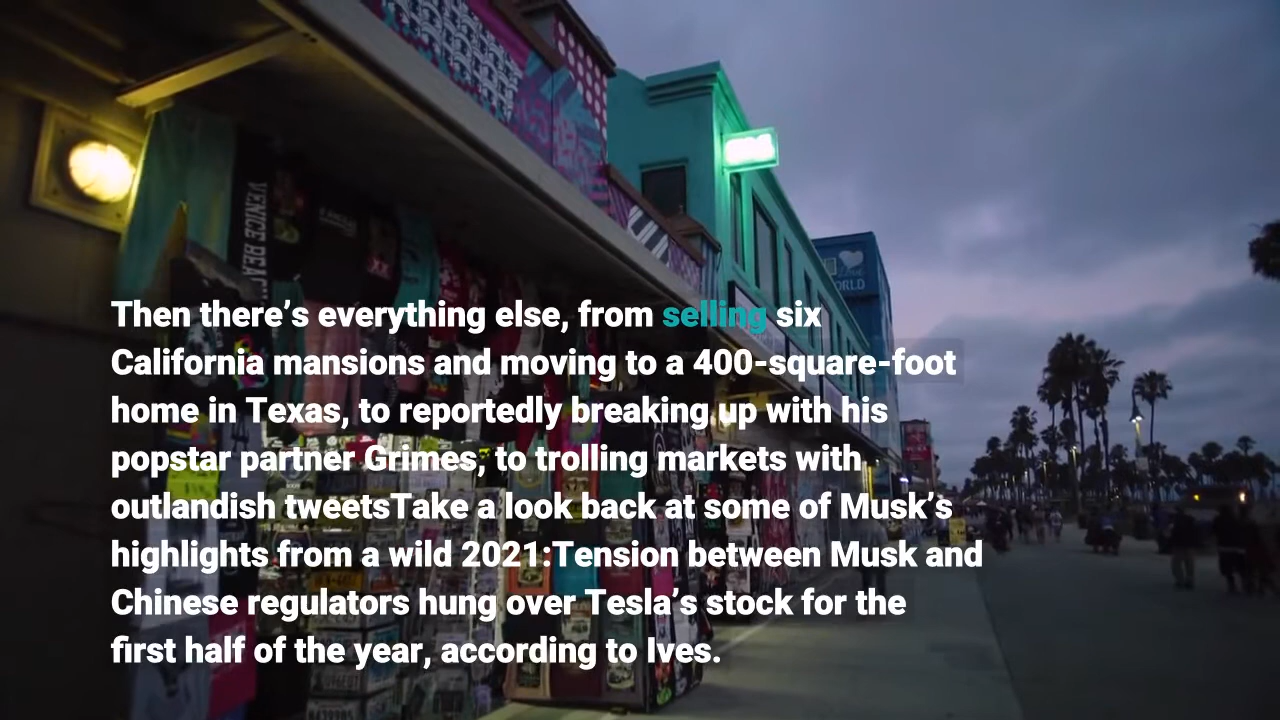 Then there’s everything else, from selling six
California mansions and moving to a 400-square-foot
home in Texas, to reportedly breaking up with his
popstar partner Grimes, to trolling markets with
outlandish tweetsTake a look back at some of Musk’s
highlights from a wild 2021:Tension between Musk and
Chinese regulators hung over Tesla’s stock for the
first half of the year, according to Ives.
VENICE BEAC
ORLD